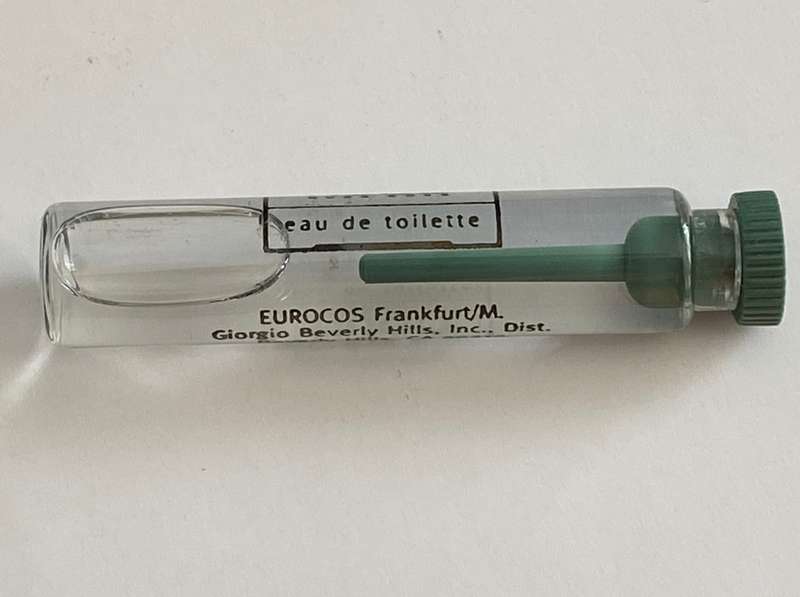 eau de toilette
EUROCOS Frankfurt/M.
Giorgio Beverly Hills, Inc., Dist.